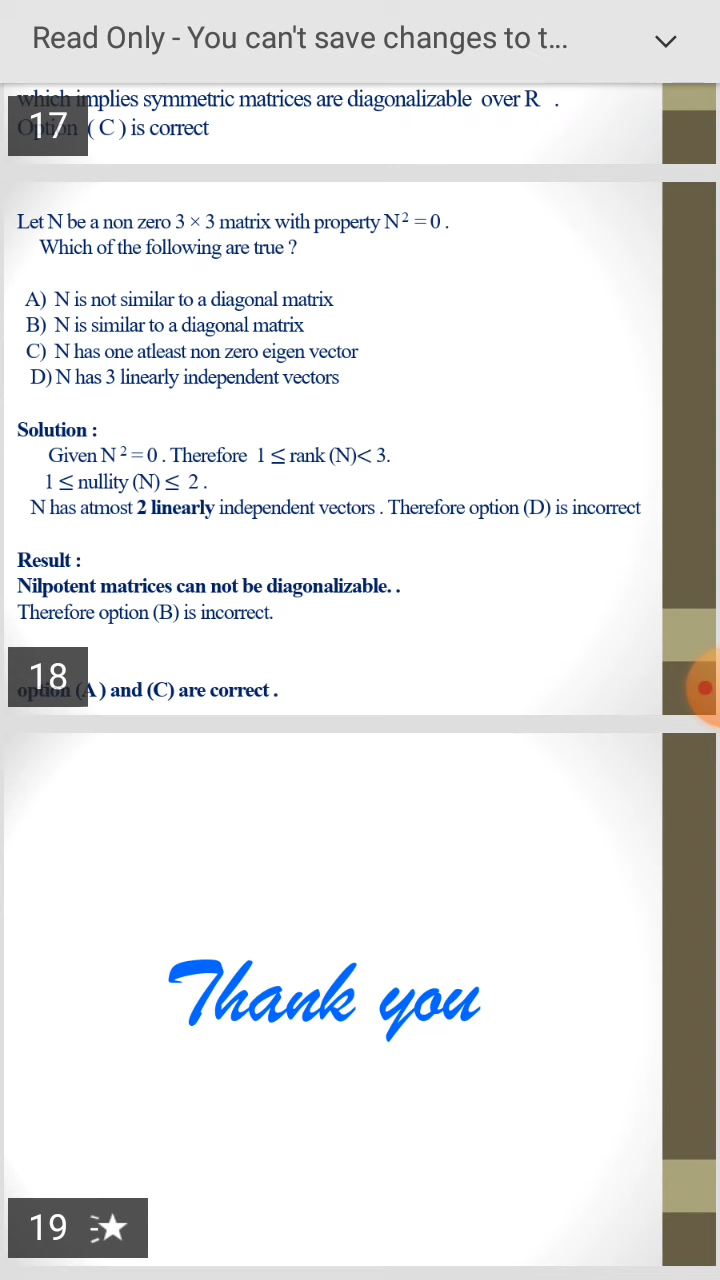 Read Only - You can't save changes to t...
which implies symmetric matrices are diagonalizable over R .
Option ( C ) is correct
17
Let N be a non zero 3 × 3 matrix with property N² = 0 .
Which of the following are true ?
A) N is not similar to a diagonal matrix
B) N is similar to a diagonal matrix
C) N has one atleast non zero eigen vector
D) N has 3 linearly independent vectors
Solution :
Given N ² = 0 . Therefore 1 ≤ rank (N)< 3.
1 ≤ nullity (N) ≤ 2 .
N has atmost 2 linearly independent vectors . Therefore option (D) is incorrect
Result :
Nilpotent matrices can not be diagonalizable. .
Therefore option (B) is incorrect.
18
option (A ) and (C) are correct .
Thank you
19